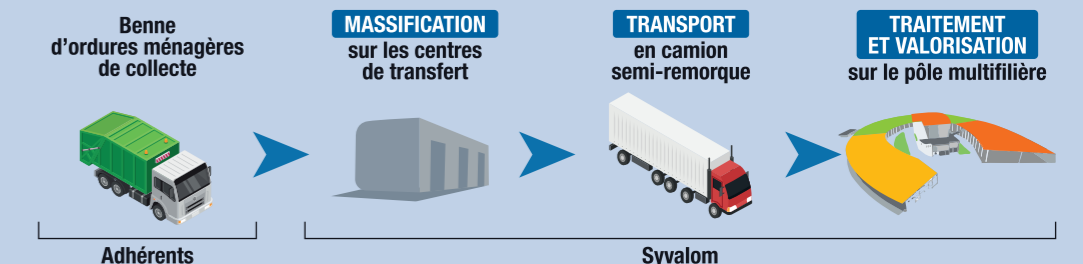 Benne
d'ordures ménagères
de collecte
MASSIFICATION
sur les centres
de transfert
TRANSPORT
en camion
semi-remorque
TRAITEMENT
ET VALORISATION
sur le pôle multifilière
Adhérents
Syvalom